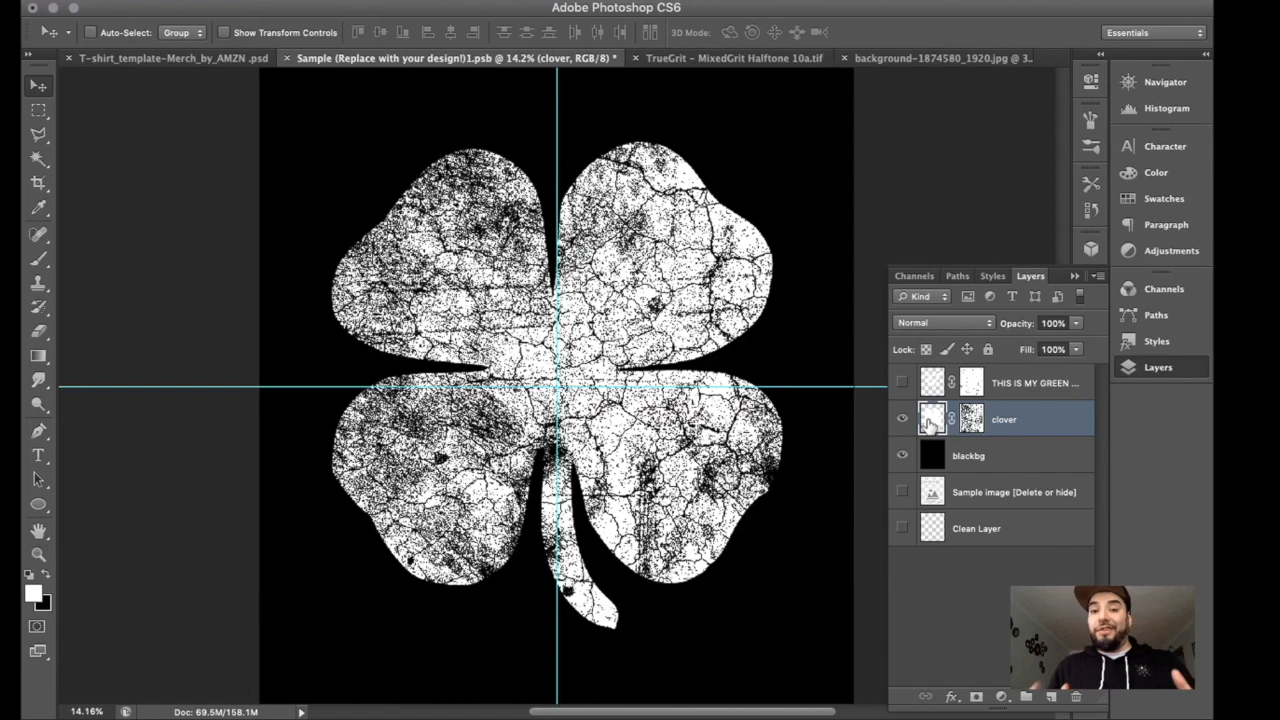 Adobe Photoshop CS6
Auto-Select: Group Show Transform Controls 3D Mode: Essentials
T-shirt_template-Merch_by_AMZN .psd Sample (Replace with your design!)1.psb @ 14.2% (clover, RGB/8) * TrueGrit - MixedGrit Halftone 10a.tif background-1874580_1920.jpg @ 3...
Navigator
Histogram
Character
Color
Swatches
Paragraph
Adjustments
Channels
Paths
Styles
Layers
Channels Paths Styles Layers
Kind
Normal Opacity: 100%
Lock: Fill: 100%
THIS IS MY GREEN ...
clover
blackbg
Sample image [Delete or hide]
Clean Layer
14.16% Doc: 69.5M/158.1M